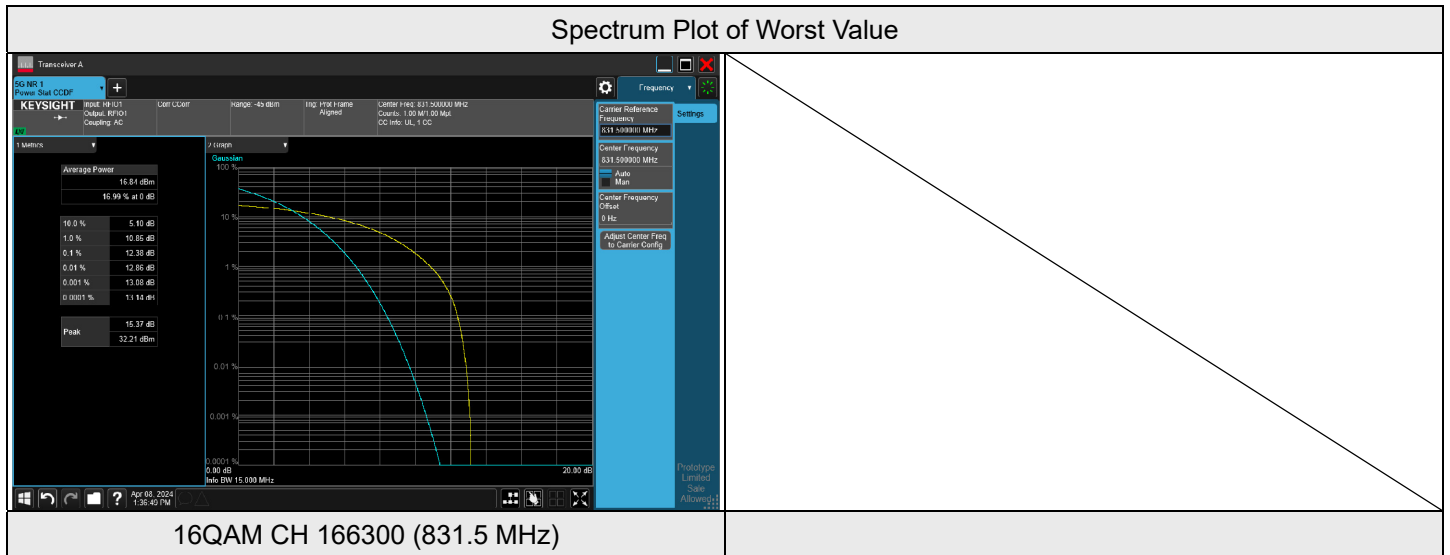 Spectrum Plot of Worst Value
Transceiver A
5G NR 1
Power Stat CCDF
+
Frequency
KEYSIGHT
Input: RFIO1
Output: RFIO1
Coupling: AC
Corr CCorr
Range: -45 dBm
Trig: Prot Frame
Aligned
Center Freq: 831.500000 MHz
Counts: 1.00 M/1.00 Mpt
CC Info: UL, 1 CC
1 Metrics
Average Power
16.84 dBm
16.99 % at 0 dB
10.0 % 5.10 dB
1.0 % 10.85 dB
0.1 % 12.38 dB
0.01 % 12.86 dB
0.001 % 13.08 dB
0.0001 % 13.14 dB
Peak
15.37 dB
32.21 dBm
2 Graph
Gaussian
100 %
10 %
1 %
0.1 %
0.01 %
0.001 %
0.0001 %
0.00 dB
20.00 dB
Info BW 15.000 MHz
Carrier Reference
Frequency
831.500000 MHz
Settings
Center Frequency
831.500000 MHz
Auto
Man
Center Frequency
Offset
0 Hz
Adjust Center Freq
to Carrier Config
Prototype
Limited
Sale
Allowed
?
Apr 08, 2024
1:36:49 PM
16QAM CH 166300 (831.5 MHz)